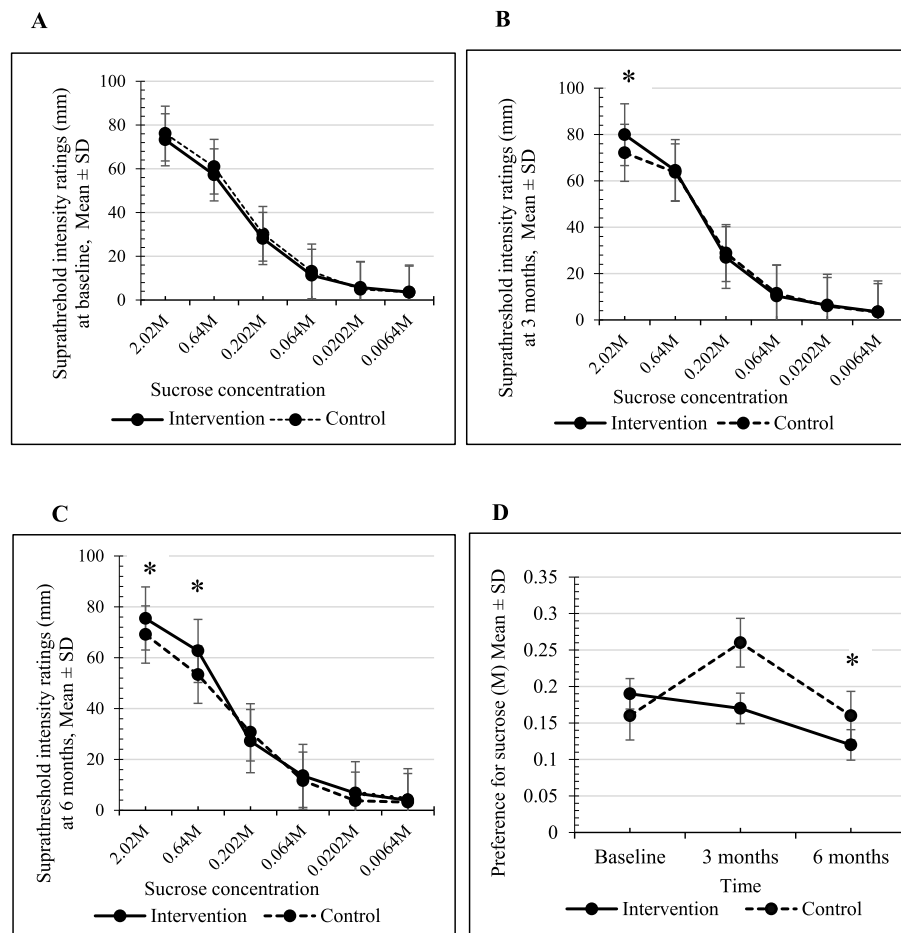 A
Suprathrehold intensity ratings (mm)
at baseline, Mean ± SD
100
80
60
40
20
0
2.02M
0.64M
0.202M
0.064M
0.0202M
0.0064M
Sucrose concentration
Intervention
Control
B
Suprathreshold intensity ratings (mm)
at 3 months, Mean ± SD
100
80
60
40
20
0
*
2.02M
0.64M
0.202M
0.064M
0.0202M
0.0064M
Sucrose concentration
Intervention
Control
C
Suprathreshold intensity ratings (mm)
at 6 months, Mean ± SD
100
80
60
40
20
0
*
*
2.02M
0.64M
0.202M
0.064M
0.0202M
0.0064M
Sucrose concentration
Intervention
Control
D
Preference for sucrose (M) Mean ± SD
0.35
0.3
0.25
0.2
0.15
0.1
0.05
0
*
Baseline
3 months
6 months
Time
Intervention
Control